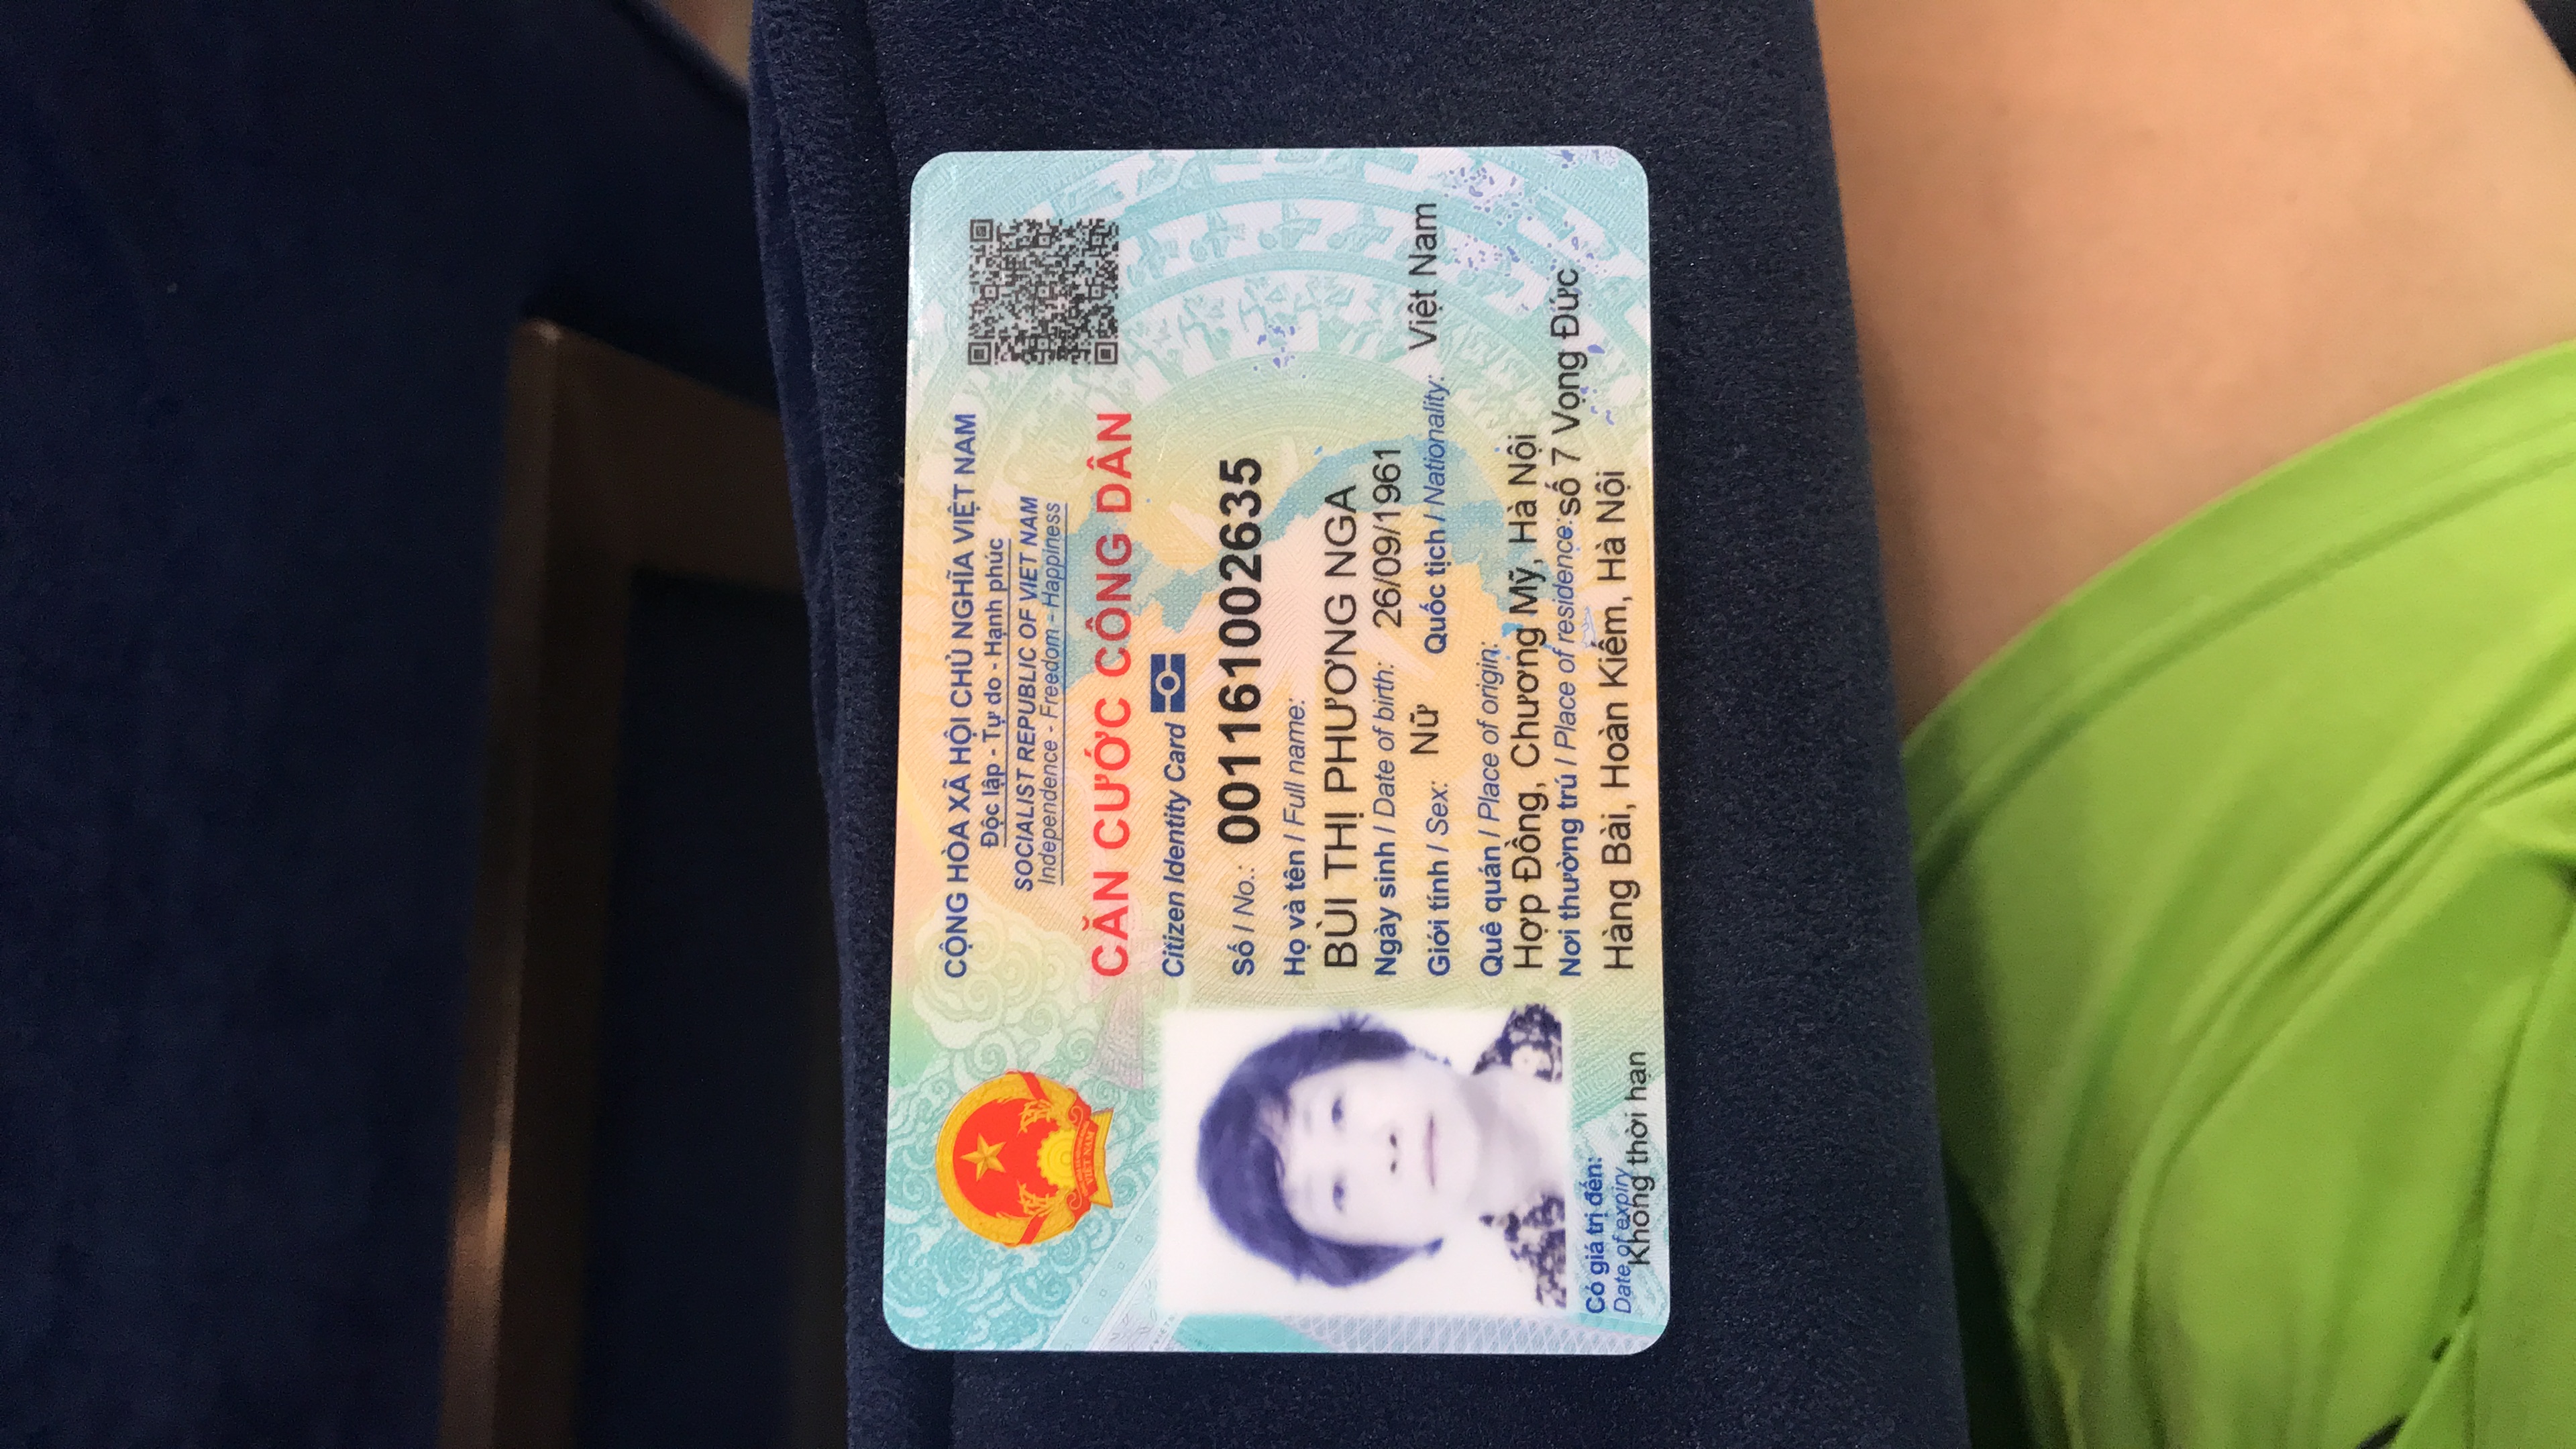 CỘNG HÒA XÃ HỘI CHỦ NGHĨA VIỆT NAM
Độc lập - Tự do - Hạnh phúc
SOCIALIST REPUBLIC OF VIET NAM
Independence - Freedom - Happiness
CĂN CƯỚC CÔNG DÂN
Citizen Identity Card
Số / No.: 001161002635
Họ và tên / Full name:
BÙI THỊ PHƯƠNG NGA
Ngày sinh / Date of birth: 26/09/1961
Giới tính / Sex: Nữ Quốc tịch / Nationality: Việt Nam
Quê quán / Place of origin:
Hợp Đồng, Chương Mỹ, Hà Nội
Nơi thường trú / Place of residence: số 7 Vọng Đức
Hàng Bài, Hoàn Kiếm, Hà Nội
Có giá trị đến:
Date of expiry
Không thời hạn
VIỆT NAM